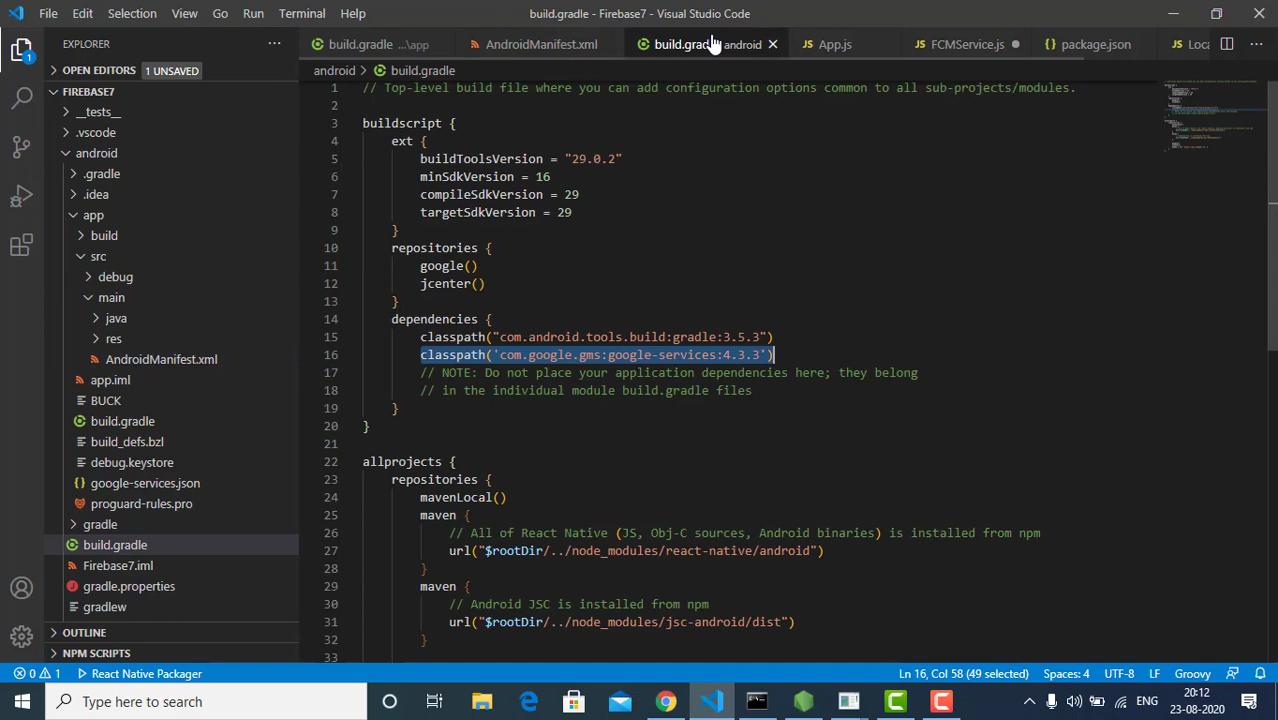 File Edit Selection View Go Run Terminal Help build.gradle - Firebase7 - Visual Studio Code
EXPLORER build.gradle ...\app AndroidManifest.xml android App.js FCMService.js package.json
OPEN EDITORS 1 UNSAVED android > build.gradle
FIREBASE7
__tests__
.vscode
android
.gradle
.idea
app
build
src
debug
main
java
res
AndroidManifest.xml
app.iml
BUCK
build.gradle
build_defs.bzl
debug.keystore
google-services.json
proguard-rules.pro
gradle
build.gradle
Firebase7.iml
gradle.properties
gradlew
OUTLINE
NPM SCRIPTS
1 // Top-level build file where you can add configuration options common to all sub-projects/modules.
2
3 buildscript {
4 ext {
5 buildToolsVersion = "29.0.2"
6 minSdkVersion = 16
7 compileSdkVersion = 29
8 targetSdkVersion = 29
9 }
10 repositories {
11 google()
12 jcenter()
13 }
14 dependencies {
15 classpath("com.android.tools.build:gradle:3.5.3")
16 classpath('com.google.gms:google-services:4.3.3')
17 // NOTE: Do not place your application dependencies here; they belong
18 // in the individual module build.gradle files
19 }
20 }
21
22 allprojects {
23 repositories {
24 mavenLocal()
25 maven {
26 // All of React Native (JS, Obj-C sources, Android binaries) is installed from npm
27 url("$rootDir/../node_modules/react-native/android")
28 }
29 maven {
30 // Android JSC is installed from npm
31 url("$rootDir/../node_modules/jsc-android/dist")
32 }
33
0 1 React Native Packager Ln 16, Col 58 (49 selected) Spaces: 4 UTF-8 LF Groovy
Type here to search ENG 20:12
23-08-2020 1